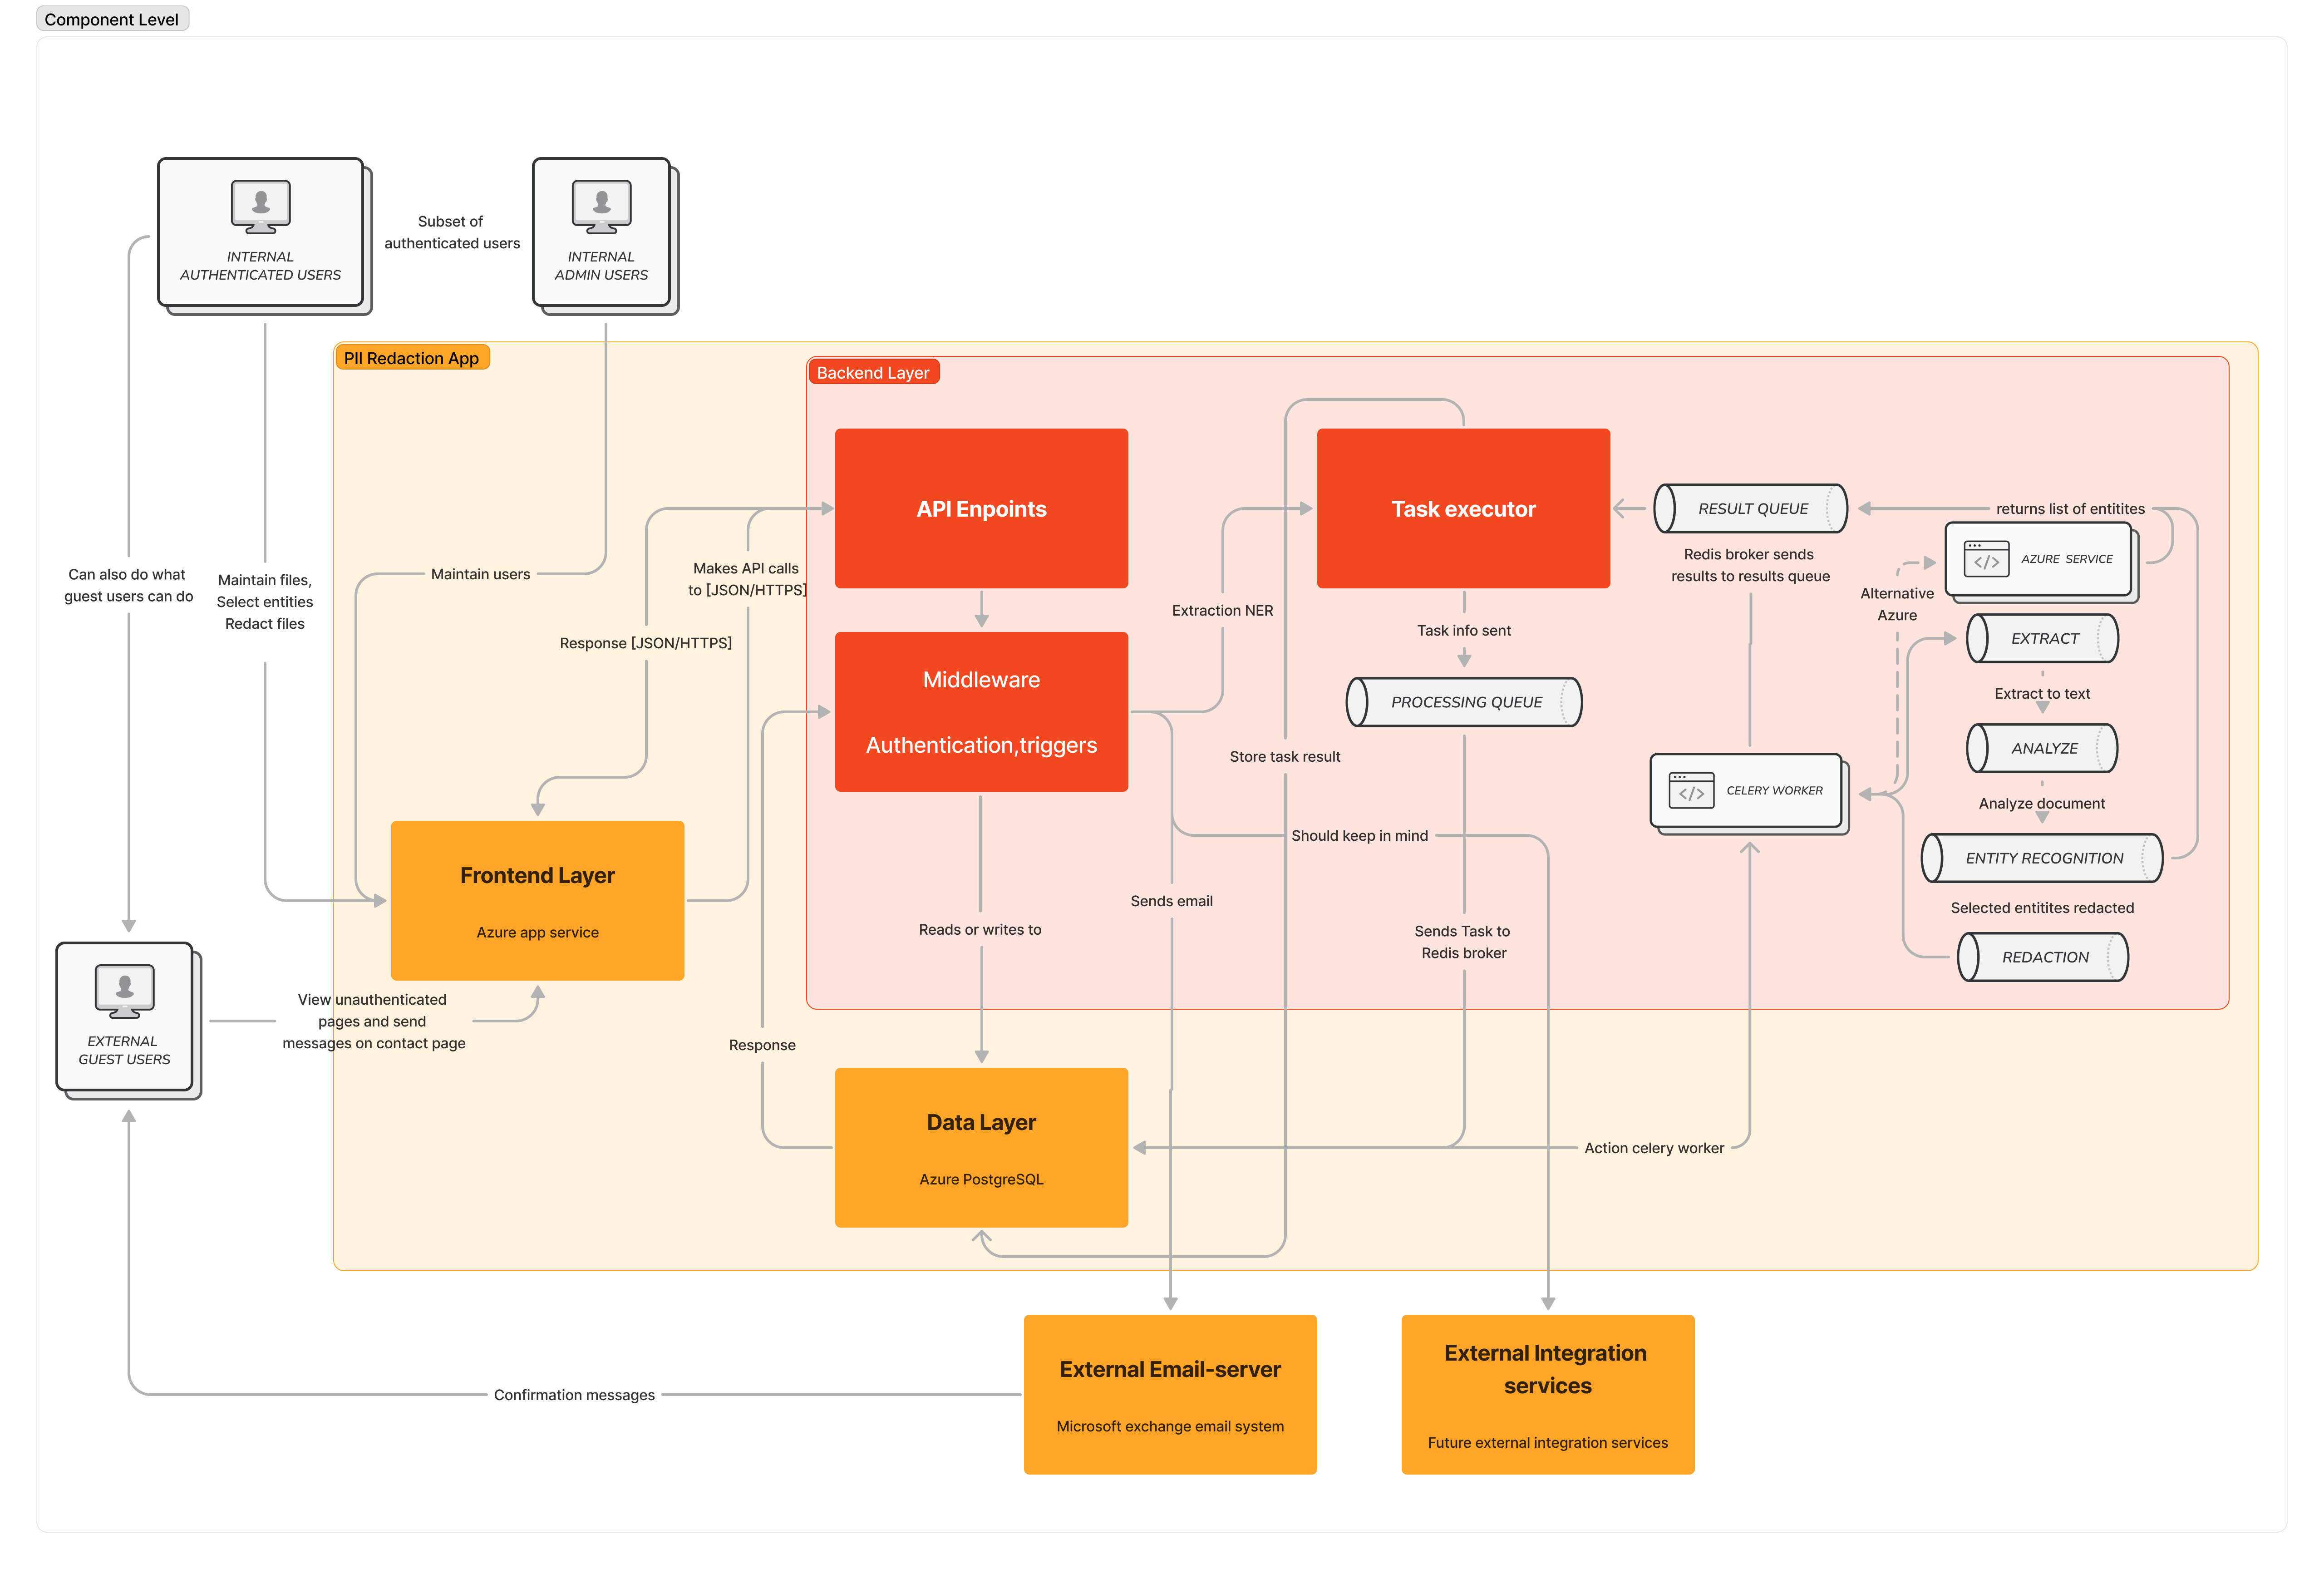 Component Level
INTERNAL
AUTHENTICATED USERS
Subset of
authenticated users
INTERNAL
ADMIN USERS
PII Redaction App
Backend Layer
API Enpoints
Task executor
RESULT QUEUE
returns list of entitites
Redis broker sends
results to results queue
AZURE SERVICE
Alternative
Azure
Can also do what
guest users can do
Maintain files,
Select entities
Redact files
Maintain users
Makes API calls
to [JSON/HTTPS]
Response [JSON/HTTPS]
Extraction NER
Task info sent
EXTRACT
Extract to text
Middleware
Authentication,triggers
PROCESSING QUEUE
Store task result
ANALYZE
CELERY WORKER
Analyze document
Should keep in mind
ENTITY RECOGNITION
Frontend Layer
Azure app service
Sends email
Reads or writes to
Sends Task to
Redis broker
Selected entitites redacted
REDACTION
EXTERNAL
GUEST USERS
View unauthenticated
pages and send
messages on contact page
Response
Data Layer
Azure PostgreSQL
Action celery worker
External Email-server
Microsoft exchange email system
External Integration
services
Future external integration services
Confirmation messages